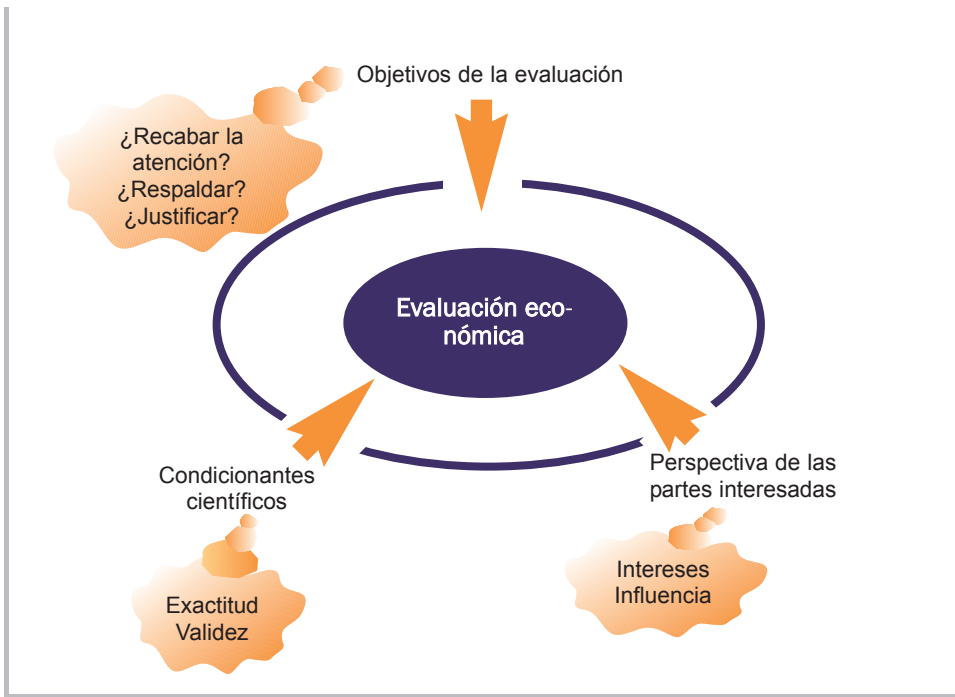 Objetivos de la evaluación
¿Recabar la
atención?
¿Respaldar?
¿Justificar?
Evaluación eco-
nómica
Condicionantes
científicos
Perspectiva de las
partes interesadas
Exactitud
Validez
Intereses
Influencia